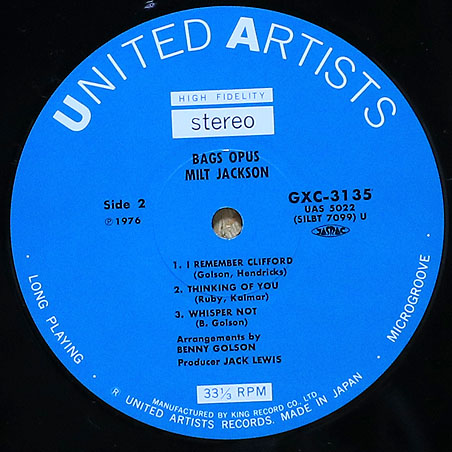 UNITED ARTISTS
HIGH FIDELITY
stereo
BAGS OPUS
MILT JACKSON
Side 2
Ⓟ1976
GXC-3135
UAS 5022
(SILBT 7099) U
JASRAC
1. I REMEMBER CLIFFORD
(Golson, Hendricks)
2. THINKING OF YOU
(Ruby, Kalmar)
3. WHISPER NOT
(B. Golson)
Arrangements by
BENNY GOLSON
Producer JACK LEWIS
33⅓ RPM
· LONG PLAYING ·
· MICROGROOVE ·
MANUFACTURED BY KING RECORD CO., LTD
Ⓡ UNITED ARTISTS RECORDS. MADE IN JAPAN